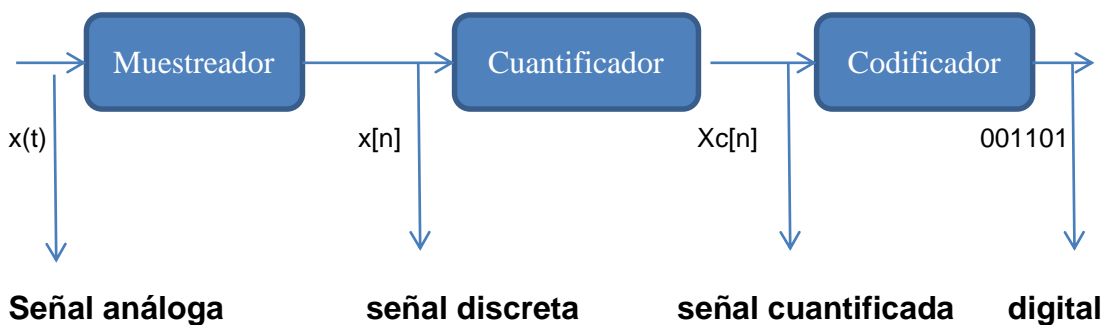 Muestreador Cuantificador Codificador
x(t) x[n] Xc[n] 001101
Señal análoga señal discreta señal cuantificada digital